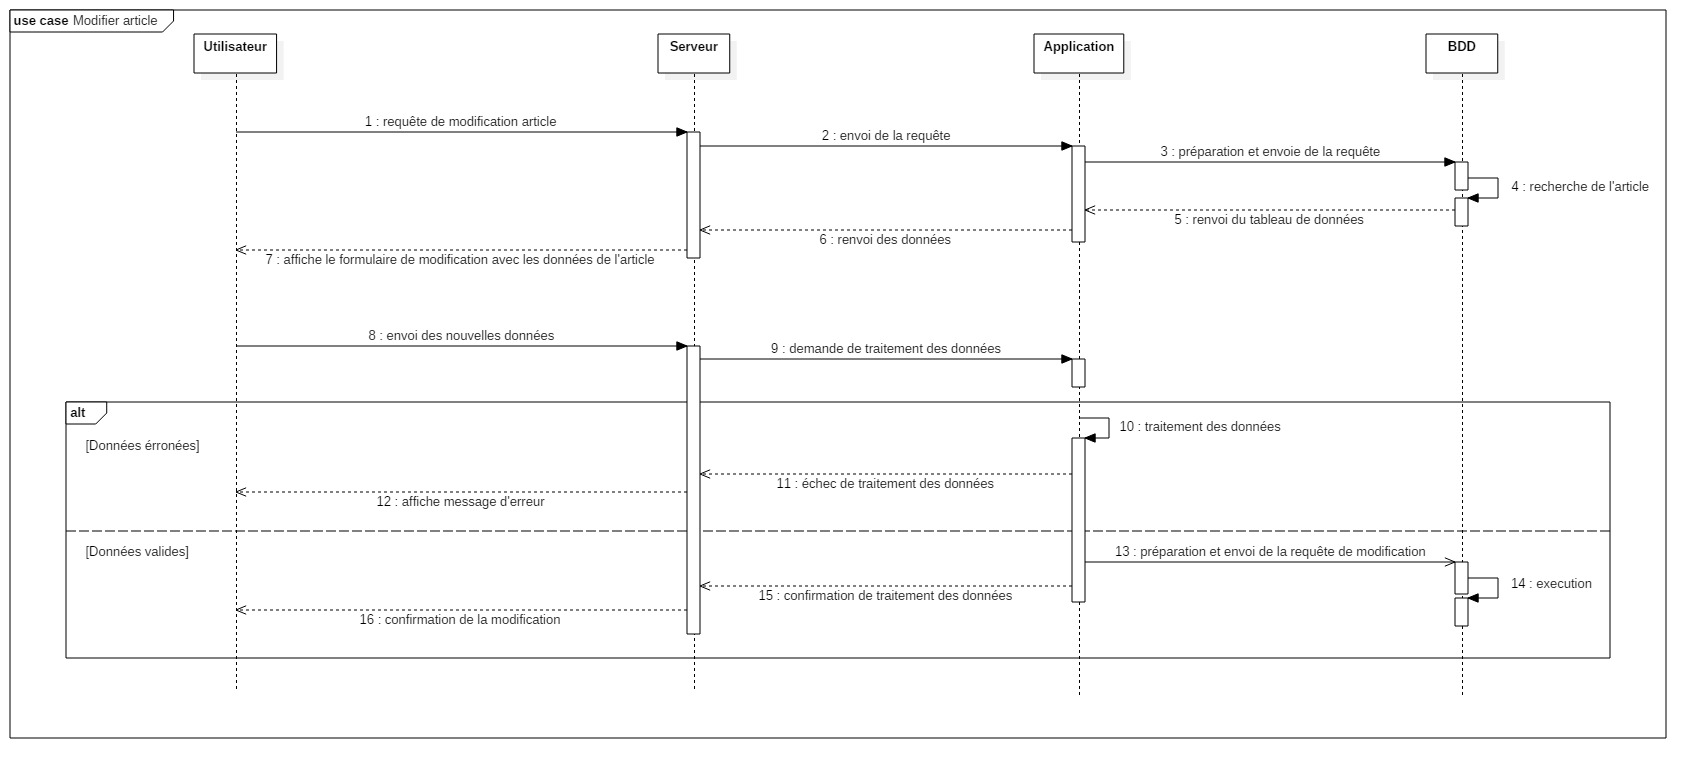 use case Modifier article
Utilisateur
Serveur
Application
BDD
1 : requête de modification article
2 : envoi de la requête
3 : préparation et envoie de la requête
4 : recherche de l'article
5 : renvoi du tableau de données
6 : renvoi des données
7 : affiche le formulaire de modification avec les données de l'article
8 : envoi des nouvelles données
9 : demande de traitement des données
alt
10 : traitement des données
[Données érronées]
11 : échec de traitement des données
12 : affiche message d'erreur
[Données valides]
13 : préparation et envoi de la requête de modification
14 : execution
15 : confirmation de traitement des données
16 : confirmation de la modification